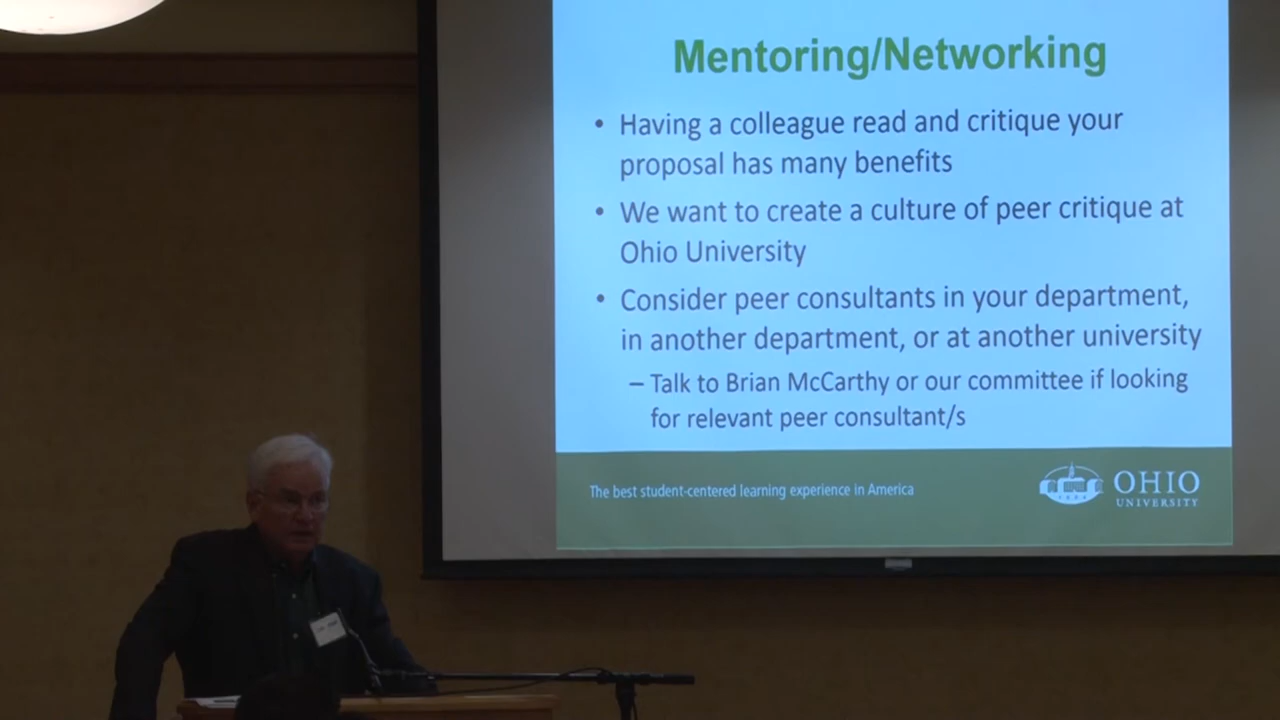 Mentoring/Networking
• Having a colleague read and critique your
proposal has many benefits
• We want to create a culture of peer critique at
Ohio University
• Consider peer consultants in your department,
in another department, or at another university
– Talk to Brian McCarthy or our committee if looking
for relevant peer consultant/s
The best student-centered learning experience in America
OHIO
UNIVERSITY